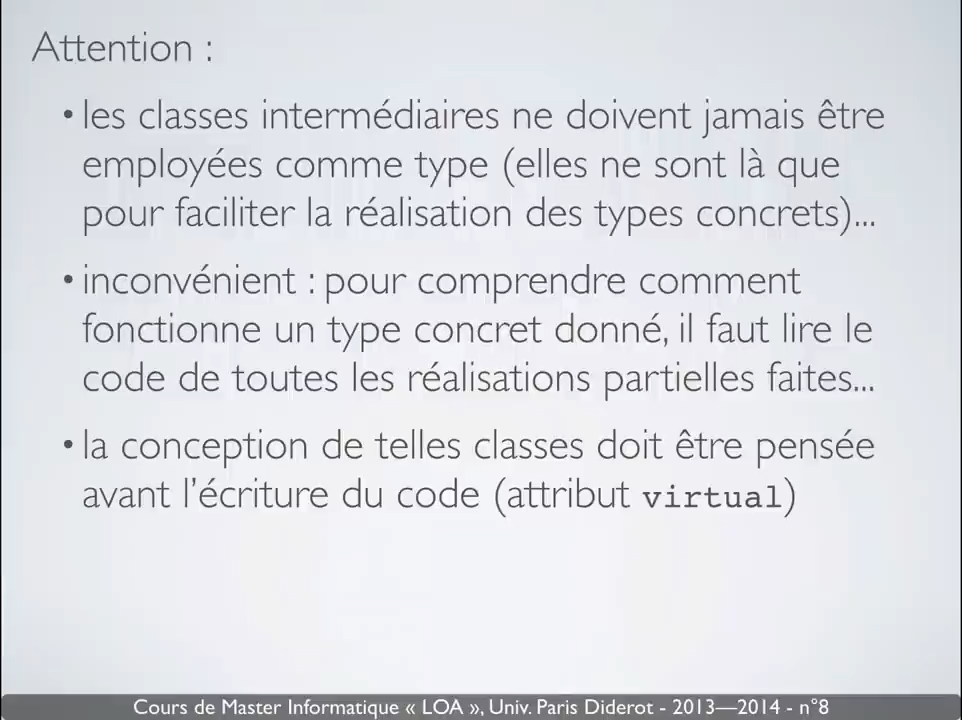 Attention :
• les classes intermédiaires ne doivent jamais être
employées comme type (elles ne sont là que
pour faciliter la réalisation des types concrets)...
• inconvénient : pour comprendre comment
fonctionne un type concret donné, il faut lire le
code de toutes les réalisations partielles faites...
• la conception de telles classes doit être pensée
avant l’écriture du code (attribut virtual)
Cours de Master Informatique « LOA », Univ. Paris Diderot - 2013—2014 - n°8